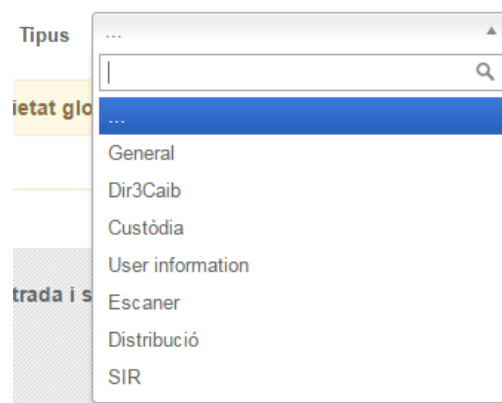 Tipus ...
ietat glo
...
General
Dir3Caib
Custòdia
User information
trada i s
Escaner
Distribució
SIR